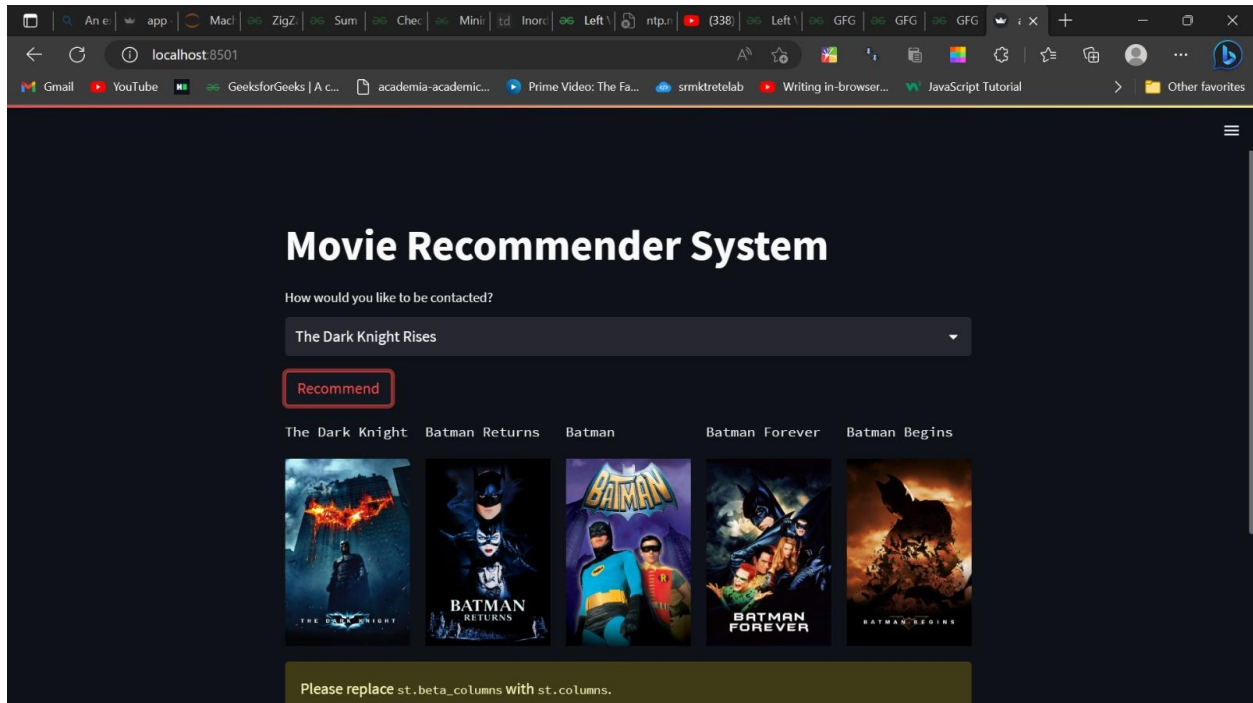 An e:
app
Macl
ZigZ.
Sum
Chec
Minir
td Inord
Left \
ntp.n
(338)
Left \
GFG
GFG
GFG
localhost:8501
Gmail
YouTube
GeeksforGeeks | A c...
academia-academic...
Prime Video: The Fa...
srmktretelab
Writing in-browser...
JavaScript Tutorial
Other favorites
Movie Recommender System
How would you like to be contacted?
The Dark Knight Rises
Recommend
The Dark Knight
Batman Returns
Batman
Batman Forever
Batman Begins
THE DARK KNIGHT
BATMAN
RETURNS
BATMAN
BATMAN
FOREVER
BATMAN BEGINS
Please replace st.beta_columns with st.columns.